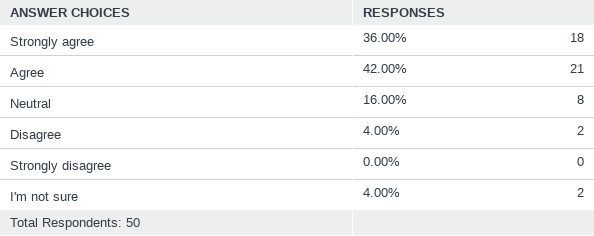 ANSWER CHOICES RESPONSES
Strongly agree 36.00% 18
Agree 42.00% 21
Neutral 16.00% 8
Disagree 4.00% 2
Strongly disagree 0.00% 0
I'm not sure 4.00% 2
Total Respondents: 50